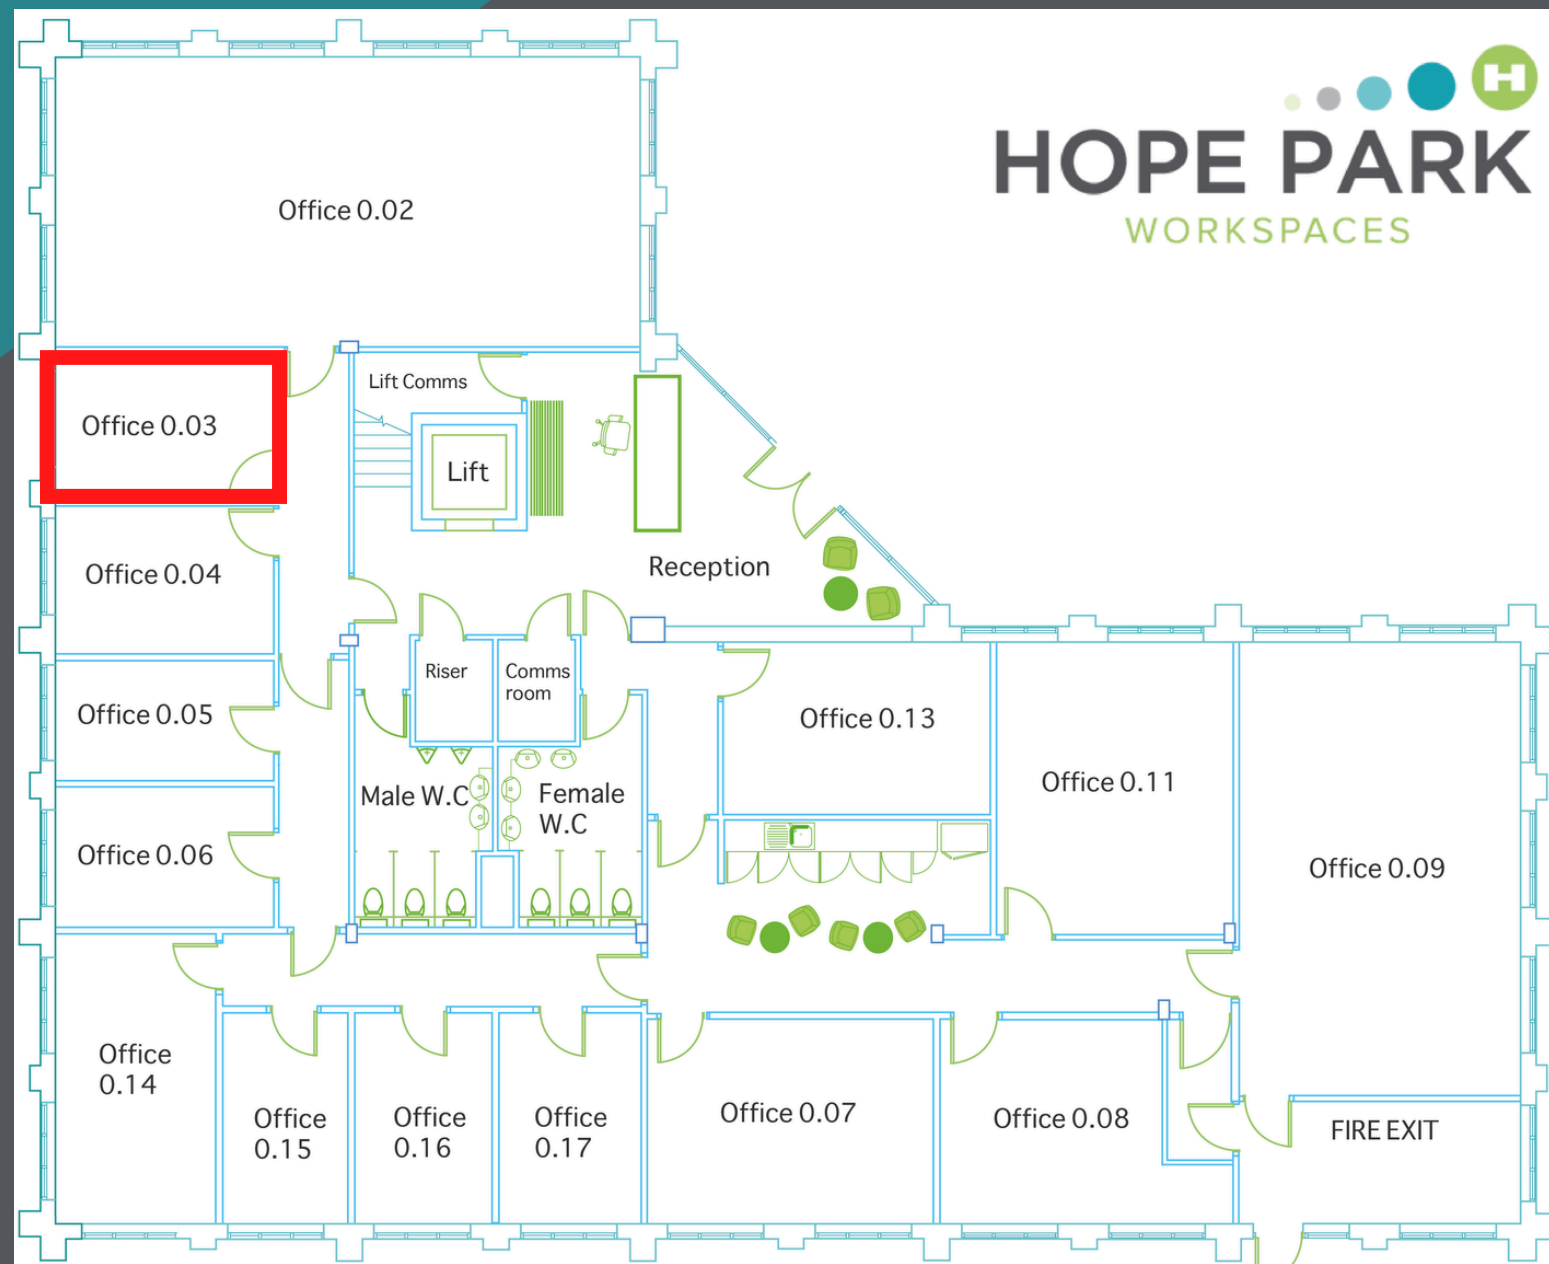 H
HOPE PARK
WORKSPACES
Office 0.02
Lift Comms
Office 0.03
Lift
Office 0.04
Reception
Riser
Comms
room
Office 0.05
Office 0.13
Office 0.11
Male W.C
Female
W.C
Office 0.06
Office 0.09
Office
0.14
Office
0.15
Office
0.16
Office
0.17
Office 0.07
Office 0.08
FIRE EXIT